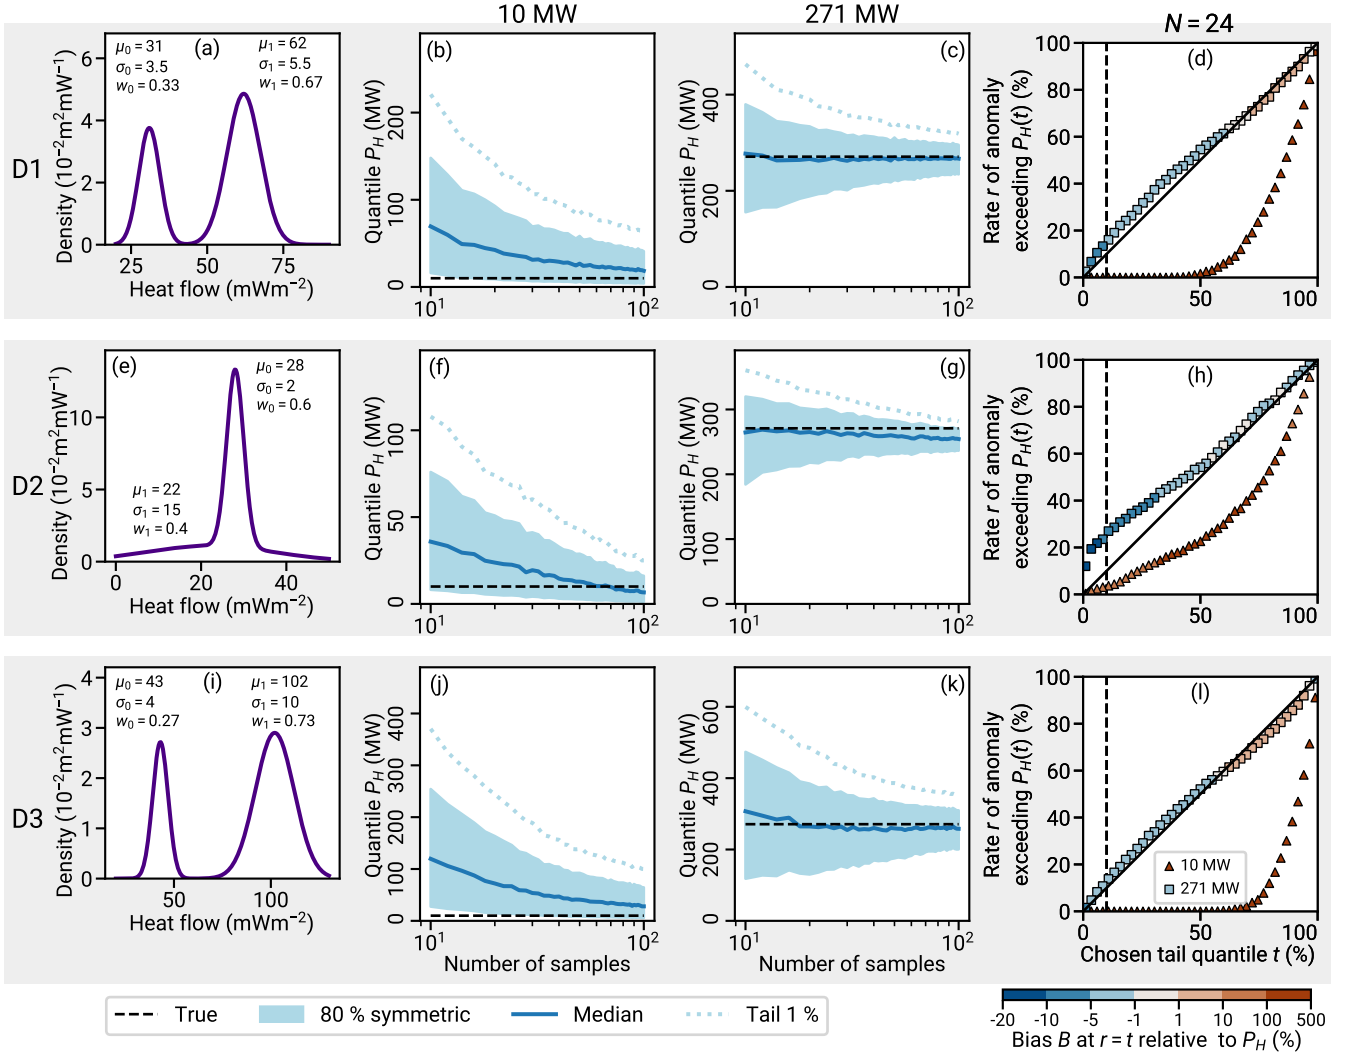 10 MW
271 MW
N = 24
D1
(a)
μ₀ = 31
σ₀ = 3.5
w₀ = 0.33
μ₁ = 62
σ₁ = 5.5
w₁ = 0.67
Density (10⁻²m²mW⁻¹)
6
4
2
0
25
50
75
Heat flow (mWm⁻²)
(b)
Quantile P_H (MW)
200
100
0
10¹
10²
(c)
Quantile P_H (MW)
400
200
0
10¹
10²
(d)
Rate r of anomaly
exceeding P_H(t) (%)
100
80
60
40
20
0
0
50
100
D2
(e)
μ₀ = 28
σ₀ = 2
w₀ = 0.6
μ₁ = 22
σ₁ = 15
w₁ = 0.4
Density (10⁻²m²mW⁻¹)
10
5
0
0
20
40
Heat flow (mWm⁻²)
(f)
Quantile P_H (MW)
100
50
0
10¹
10²
(g)
Quantile P_H (MW)
300
200
100
0
10¹
10²
(h)
Rate r of anomaly
exceeding P_H(t) (%)
100
80
60
40
20
0
0
50
100
D3
(i)
μ₀ = 43
σ₀ = 4
w₀ = 0.27
μ₁ = 102
σ₁ = 10
w₁ = 0.73
Density (10⁻²m²mW⁻¹)
4
3
2
1
0
50
100
Heat flow (mWm⁻²)
(j)
Quantile P_H (MW)
400
300
200
100
0
10¹
10²
Number of samples
(k)
Quantile P_H (MW)
600
400
200
0
10¹
10²
Number of samples
(l)
Rate r of anomaly
exceeding P_H(t) (%)
100
80
60
40
20
0
0
50
100
10 MW
271 MW
Chosen tail quantile t (%)
True
80 % symmetric
Median
Tail 1 %
-20
-10
-5
-1
1
10
100
500
Bias B at r = t relative to P_H (%)